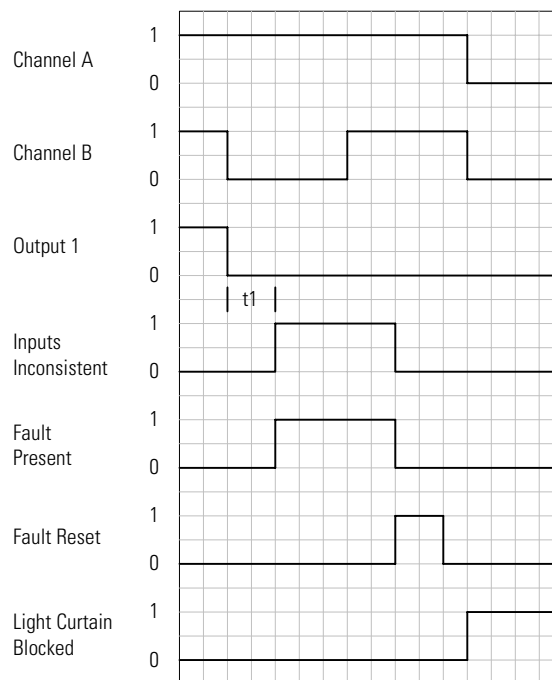 1
Channel A
0
1
Channel B
0
1
Output 1
0
t1
1
Inputs
Inconsistent
0
1
Fault
Present
0
1
Fault Reset
0
1
Light Curtain
Blocked
0